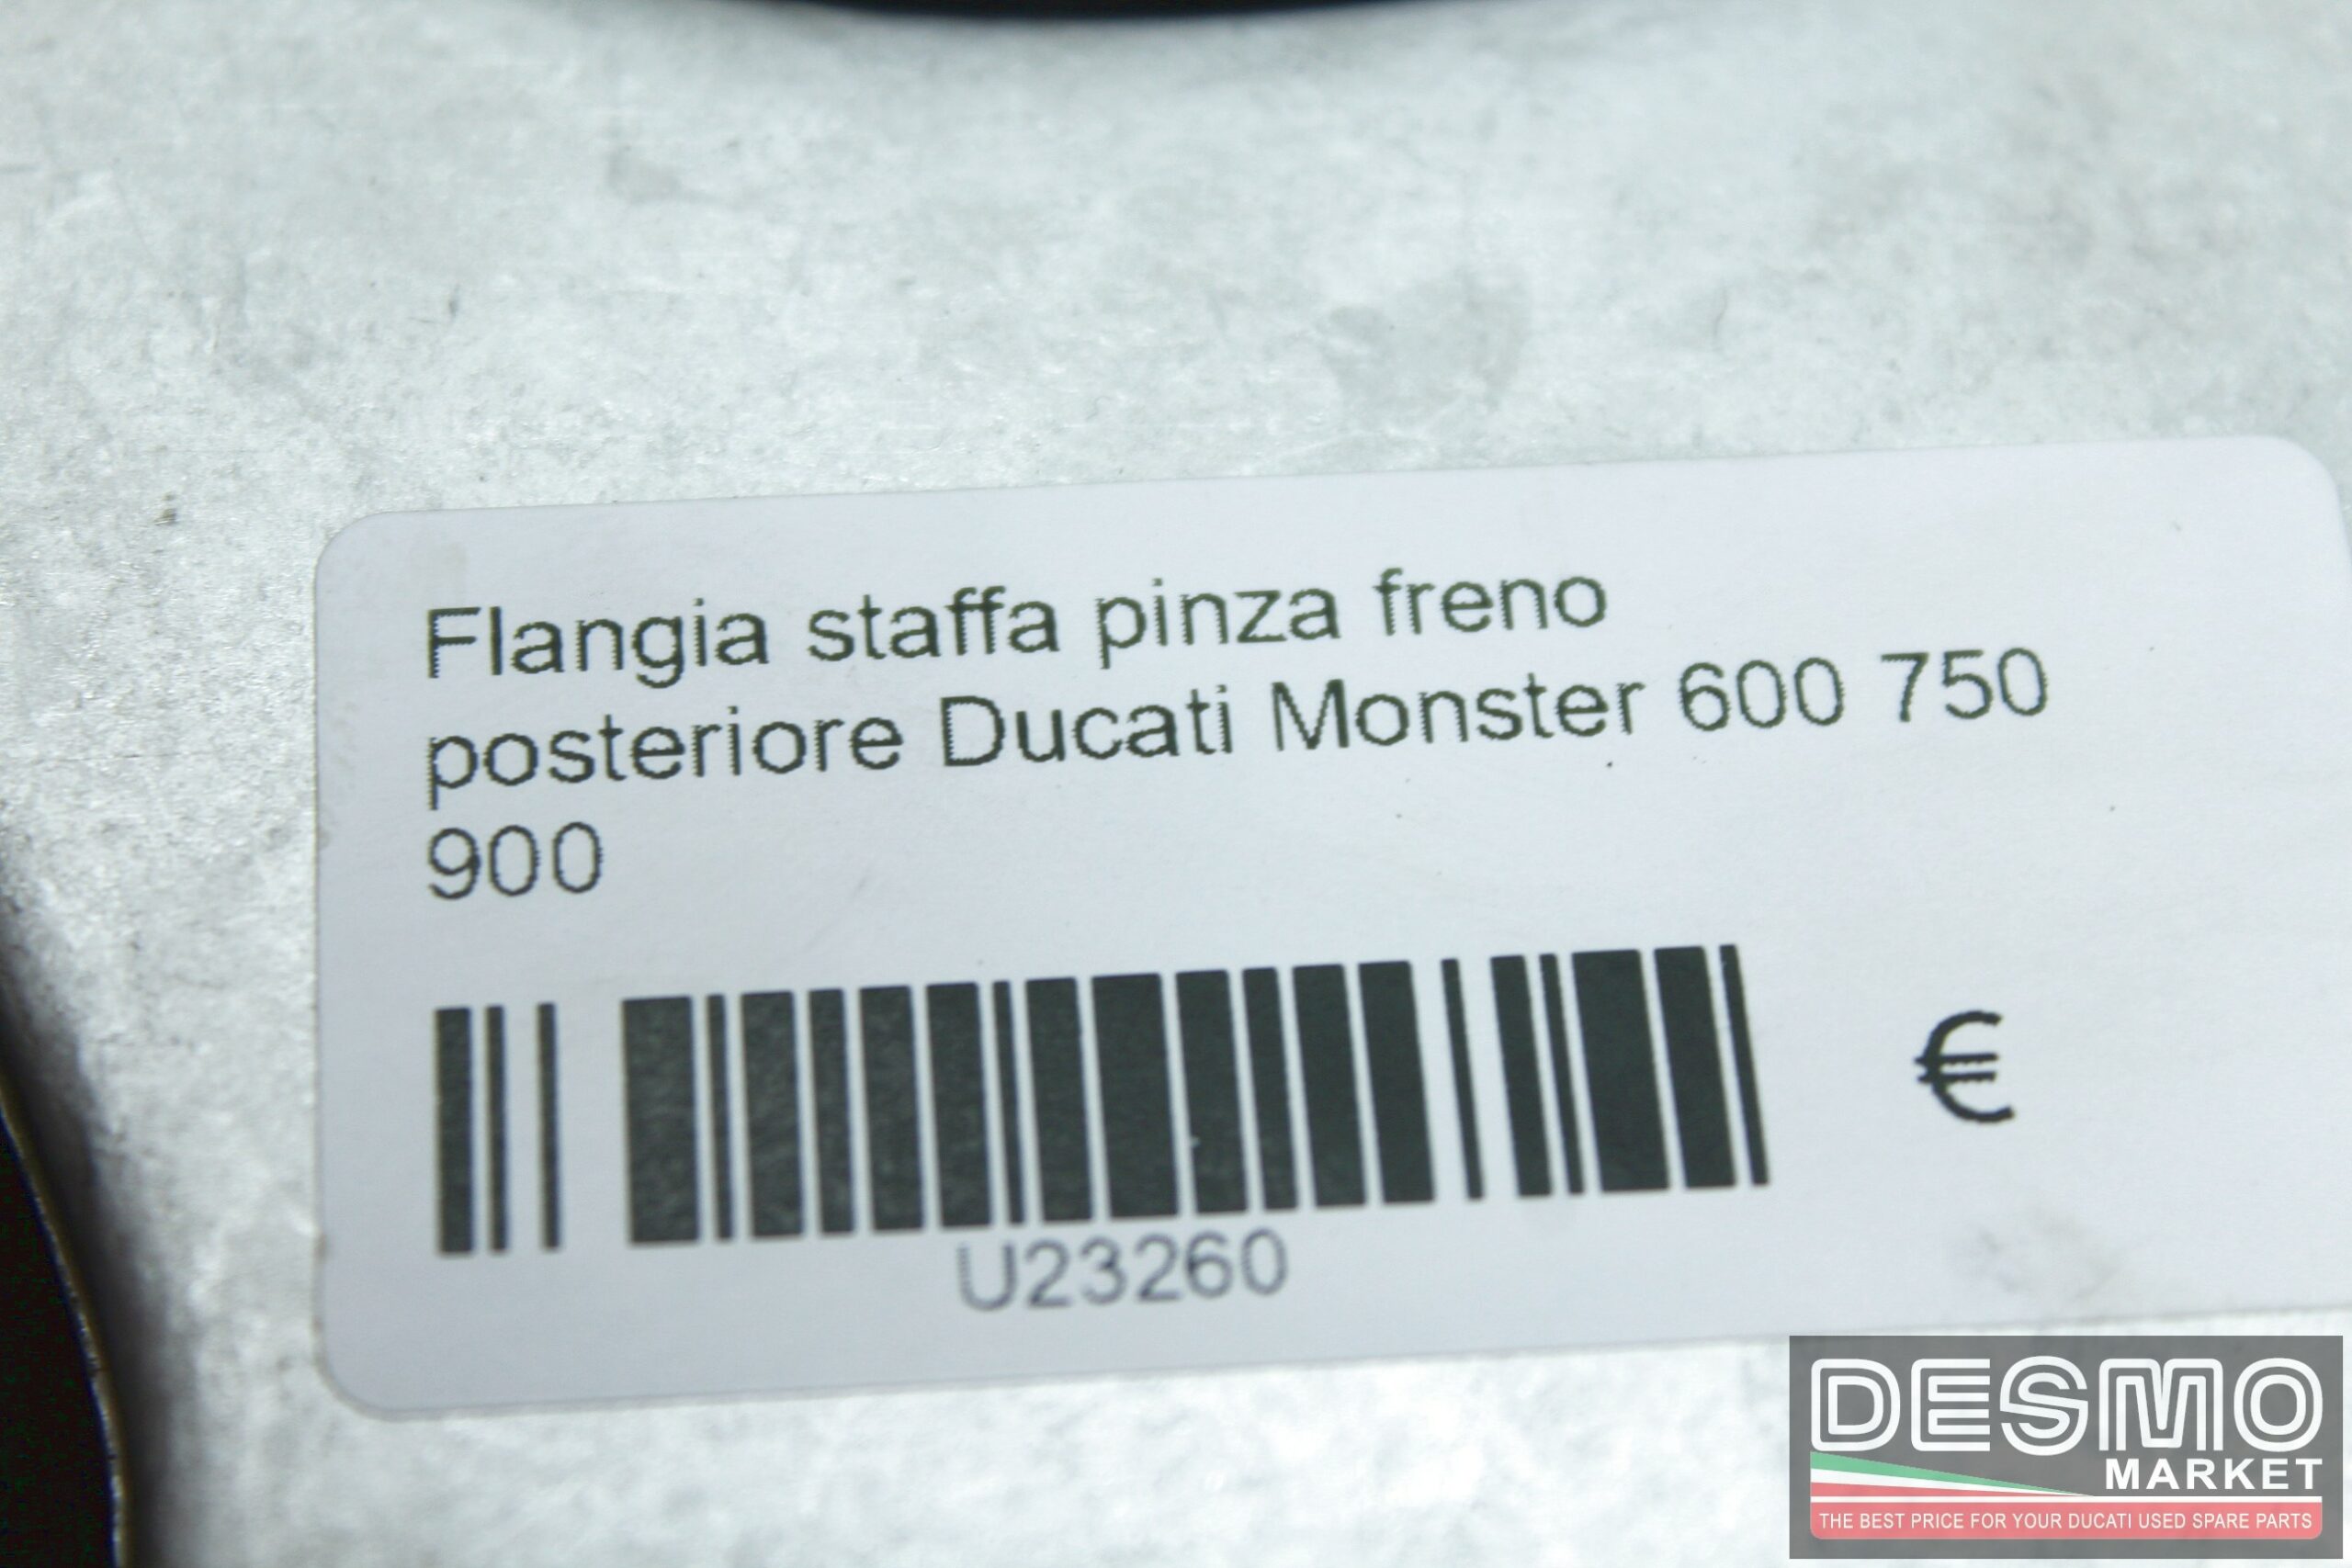 Flangia staffa pinza freno
posteriore Ducati Monster 600 750
900
€
U23260
DESMO
MARKET
THE BEST PRICE FOR YOUR DUCATI USED SPARE PARTS